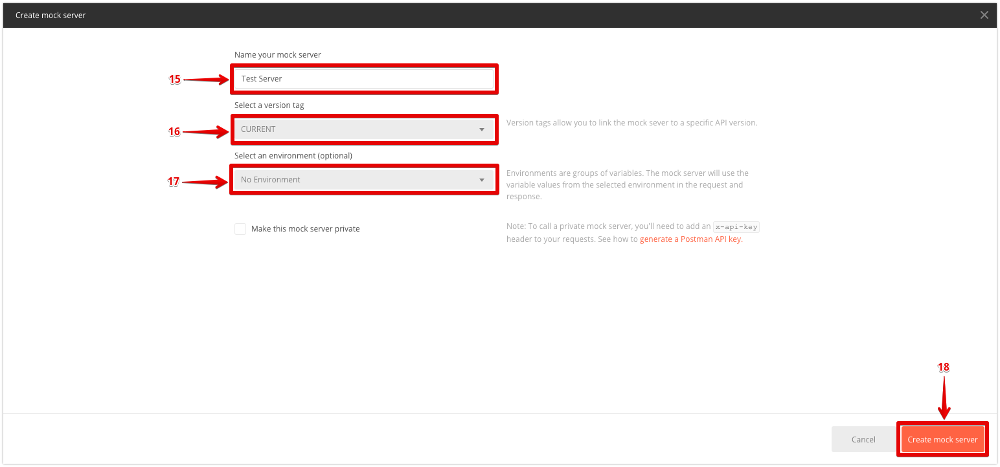 Create mock server
Name your mock server
15
Test Server
Select a version tag
16
CURRENT
Version tags allow you to link the mock sever to a specific API version.
Select an environment (optional)
17
No Environment
Environments are groups of variables. The mock server will use the
variable values from the selected environment in the request and
response.
Make this mock server private
Note: To call a private mock server, you'll need to add an x-api-key
header to your requests. See how to generate a Postman API key.
18
Cancel
Create mock server